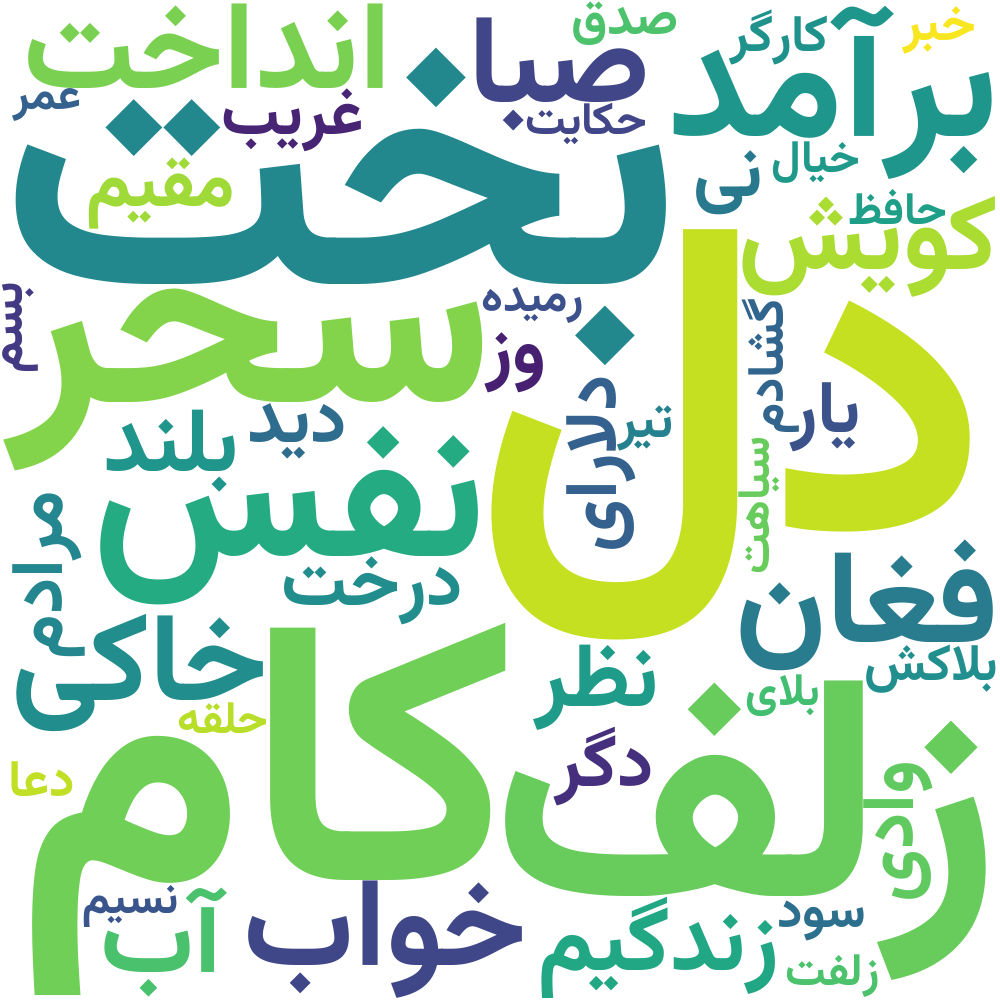 خبر
برآمد
کارگر
صدق
صبا
انداخت
عمر
غریب
حکایت
خیال
نی
بخت
مقیم
حافظ
کویش
دل
رمیده
سحر
بسم
وز
گشادم
یار
دلارای
تیر
دید
بلند
سیاهت
نفس
مرادم
درخت
فغان
بلاکش
خاکی
نظر
بلای
حلقه
کام
زلف
دگر
دعا
وادی
خواب
نسیم
آب
سود
زندگیم
زلفت